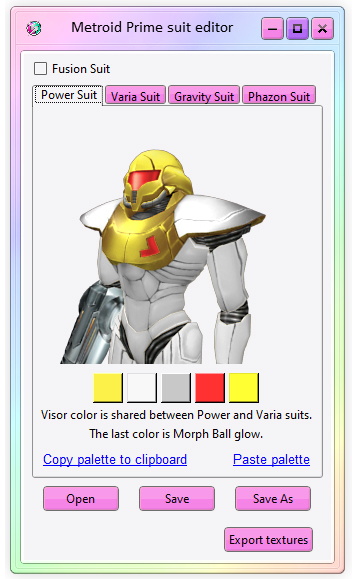 Metroid Prime suit editor
Fusion Suit
Power Suit Varia Suit Gravity Suit Phazon Suit
Visor color is shared between Power and Varia suits.
The last color is Morph Ball glow.
Copy palette to clipboard Paste palette
Open Save Save As
Export textures